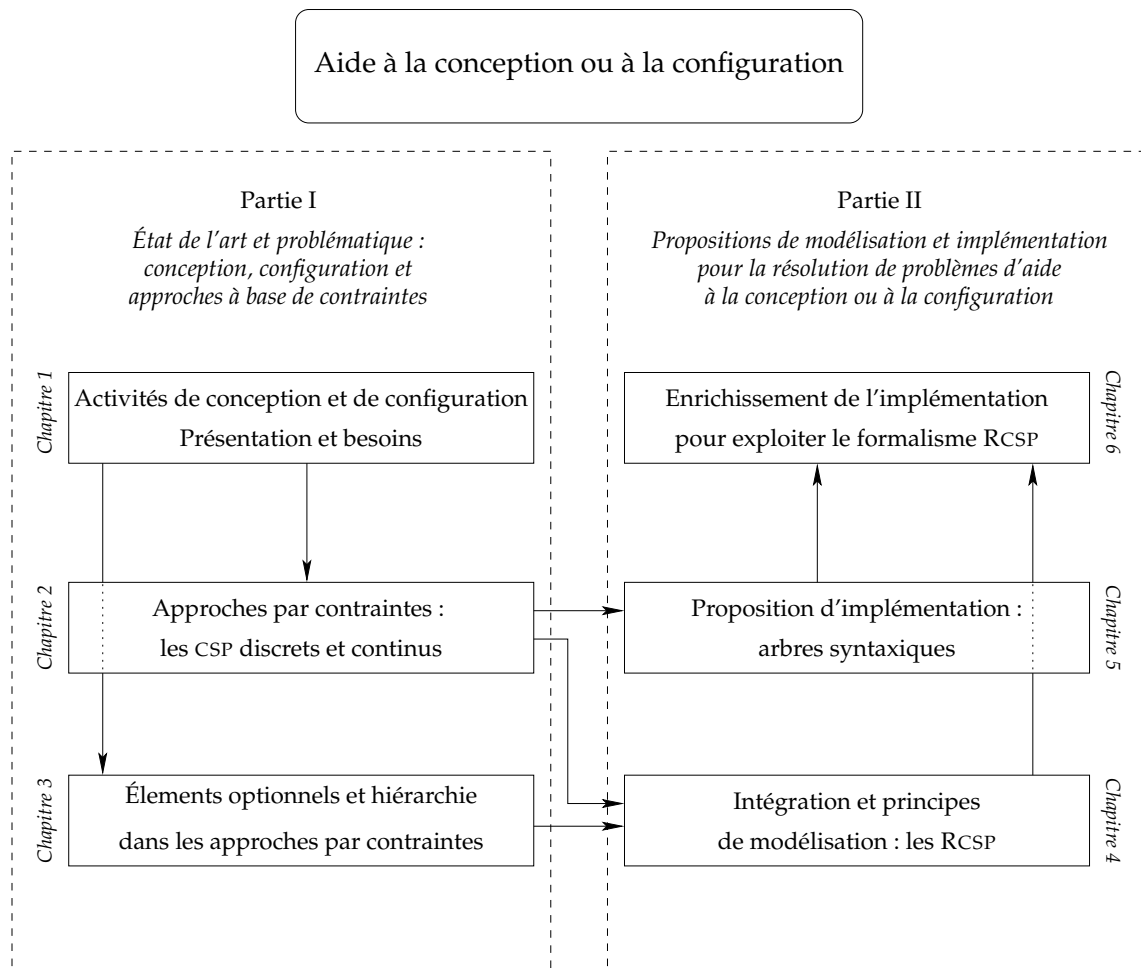 Aide à la conception ou à la configuration
Partie I
État de l'art et problématique :
conception, configuration et
approches à base de contraintes
Chapitre 1
Activités de conception et de configuration
Présentation et besoins
Chapitre 2
Approches par contraintes :
les CSP discrets et continus
Chapitre 3
Élements optionnels et hiérarchie
dans les approches par contraintes
Partie II
Propositions de modélisation et implémentation
pour la résolution de problèmes d'aide
à la conception ou à la configuration
Enrichissement de l'implémentation
pour exploiter le formalisme RCSP
Chapitre 6
Proposition d'implémentation :
arbres syntaxiques
Chapitre 5
Intégration et principes
de modélisation : les RCSP
Chapitre 4